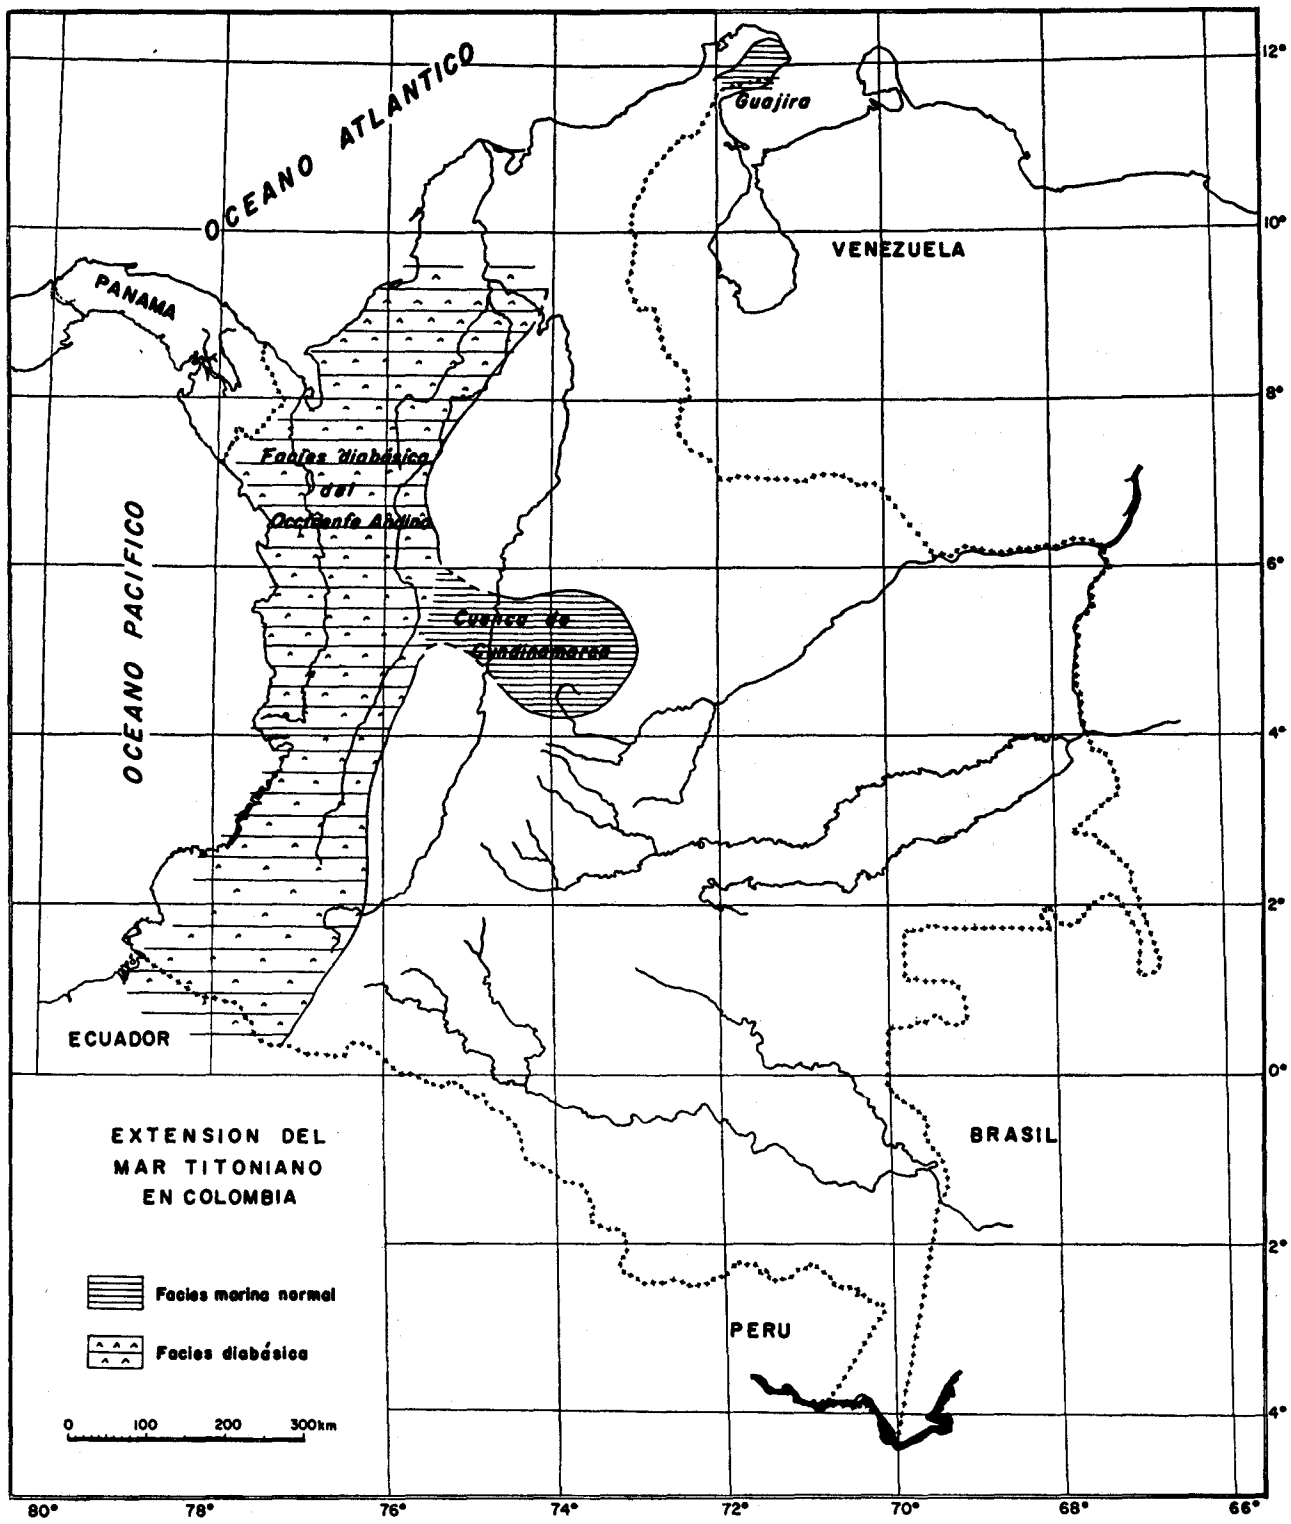 OCEANO ATLANTICO
Guajira
VENEZUELA
PANAMA
Facies diabásica
del
Occidente Andino
OCEANO PACIFICO
Cuenca de
Cundinamarca
ECUADOR
EXTENSION DEL
MAR TITONIANO
EN COLOMBIA
BRASIL
PERU
Facies marina normal
Facies diabásica
0 100 200 300km
12°
10°
8°
6°
4°
2°
0°
2°
4°
80° 78° 76° 74° 72° 70° 68° 66°